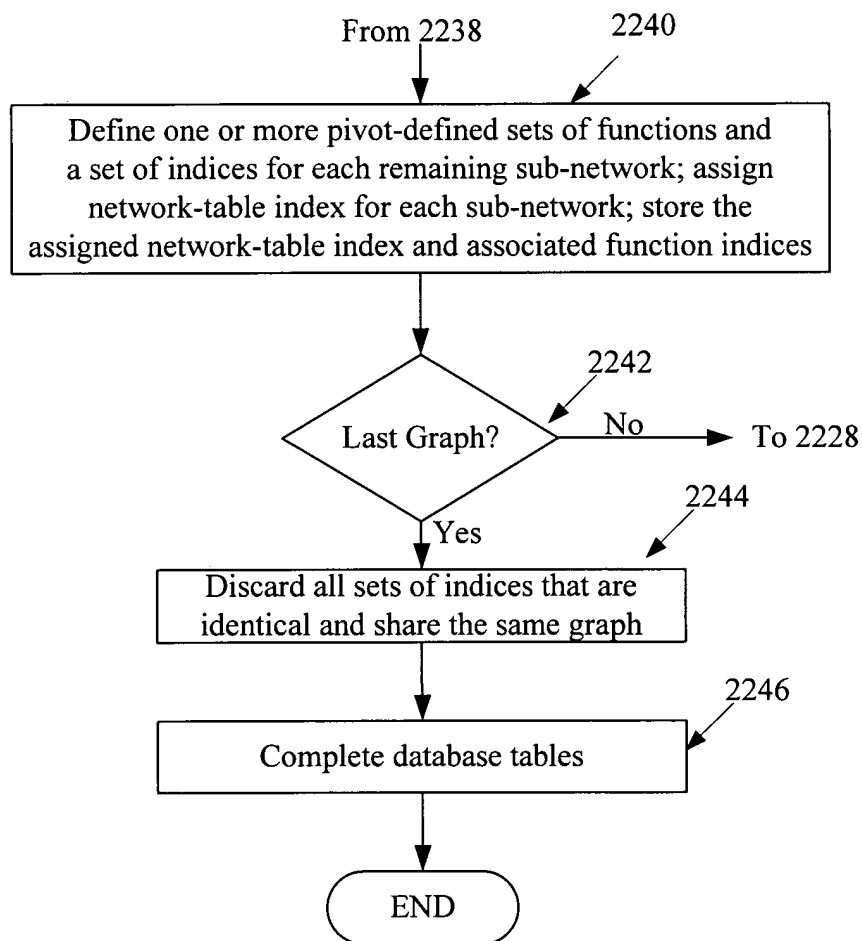 From 2238
2240
Define one or more pivot-defined sets of functions and
a set of indices for each remaining sub-network; assign
network-table index for each sub-network; store the
assigned network-table index and associated function indices
2242
Last Graph?
No
To 2228
2244
Yes
Discard all sets of indices that are
identical and share the same graph
2246
Complete database tables
END